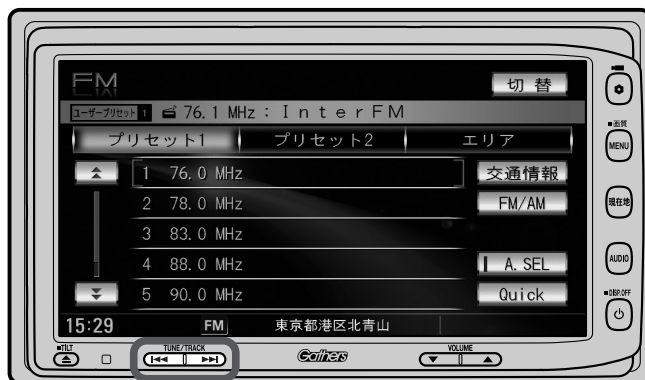 FM
切 替
ユーザープリセット 1 76.1 MHz : InterFM
プリセット1 プリセット2 エリア
1 76.0 MHz
交通情報
2 78.0 MHz
FM/AM
3 83.0 MHz
4 88.0 MHz
A. SEL
5 90.0 MHz
Quick
15:29 FM 東京都港区北青山
■画質
MENU
現在地
AUDIO
■DISP.OFF
■TILT
TUNE/TRACK
Gathers
VOLUME